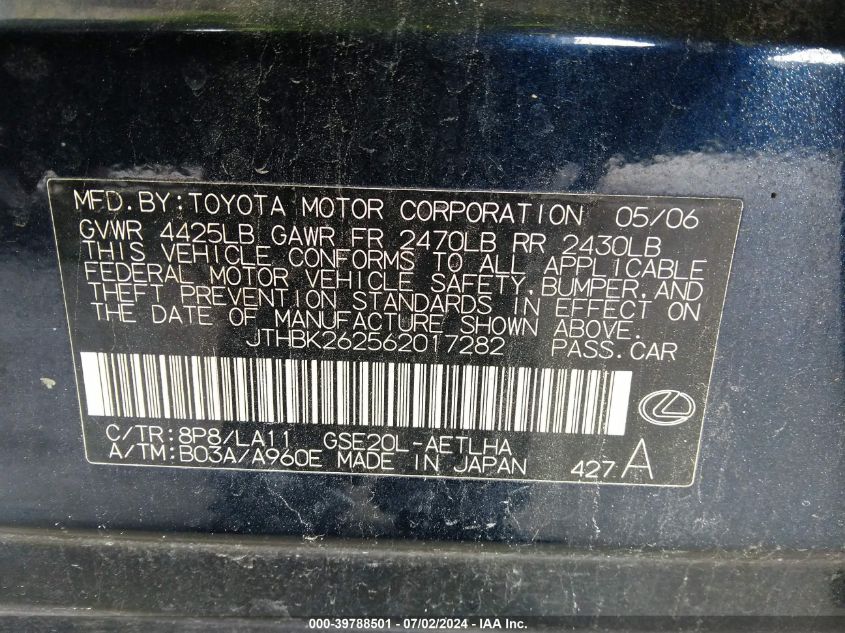 MFD.BY:TOYOTA MOTOR CORPORATION 05/06
GVWR 4425LB GAWR FR 2470LB RR 2430LB
THIS VEHICLE CONFORMS TO ALL APPLICABLE
FEDERAL MOTOR VEHICLE SAFETY,BUMPER,AND
THEFT PREVENTION STANDARDS IN EFFECT ON
THE DATE OF MANUFACTURE SHOWN ABOVE.
JTHBK262562017282 PASS.CAR
C/TR:8P8/LA11 GSE20L-AETLHA
A/TM:B03A/A960E MADE IN JAPAN 427 A
000-39788501 - 07/02/2024 - IAA Inc.